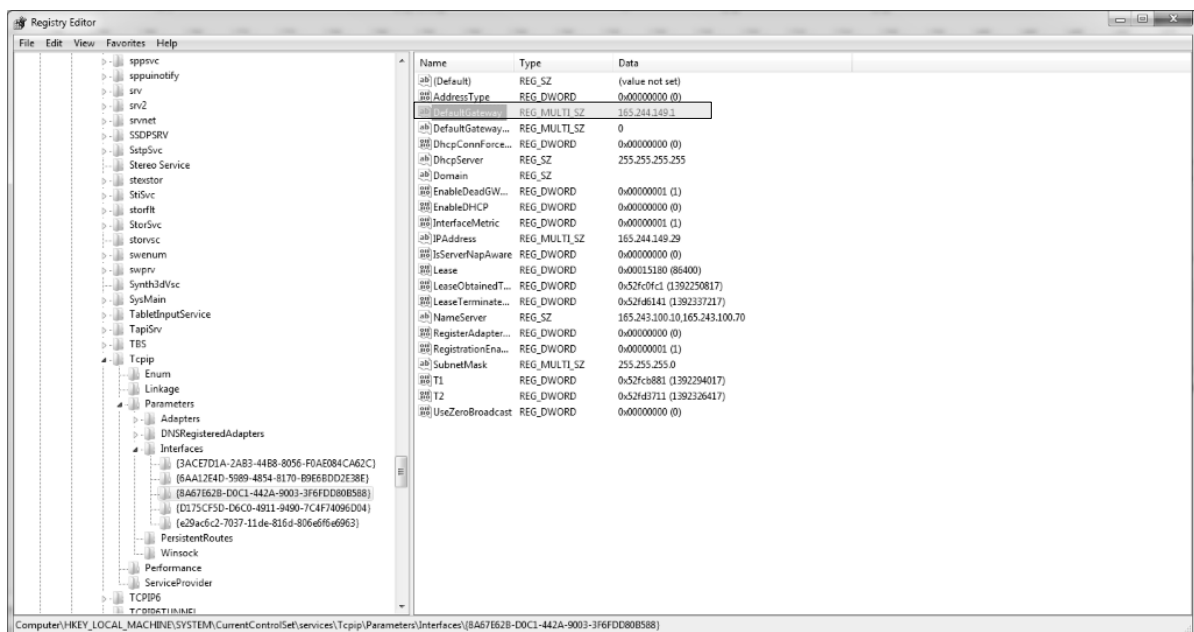 Registry Editor
File Edit View Favorites Help
sppsvc
sppuinotify
srv
srv2
srvnet
SSDPSRV
SstpSvc
Stereo Service
stexstor
StiSvc
storflt
StorSvc
storvsc
swenum
swprv
Synth3dVsc
SysMain
TabletInputService
TapiSrv
TBS
Tcpip
Enum
Linkage
Parameters
Adapters
DNSRegisteredAdapters
Interfaces
{3ACE7D1A-2AB3-44B8-8056-F0AE084CA62C}
{6AA12E4D-5989-4854-8170-B9E6BDD2E38E}
{8A67E62B-D0C1-442A-9003-3F6FDD80B588}
{D175CF5D-D6C0-4911-9490-7C4F74096D04}
{e29ac6c2-7037-11de-816d-806e6f6e6963}
PersistentRoutes
Winsock
Performance
ServiceProvider
TCPIP6
TCPIP6TUNNEL
Name Type Data
(Default) REG_SZ (value not set)
AddressType REG_DWORD 0x00000000 (0)
DefaultGateway REG_MULTI_SZ 165.244.149.1
DefaultGateway... REG_MULTI_SZ 0
DhcpConnForce... REG_DWORD 0x00000000 (0)
DhcpServer REG_SZ 255.255.255.255
Domain REG_SZ
EnableDeadGW... REG_DWORD 0x00000001 (1)
EnableDHCP REG_DWORD 0x00000000 (0)
InterfaceMetric REG_DWORD 0x00000001 (1)
IPAddress REG_MULTI_SZ 165.244.149.29
IsServerNapAware REG_DWORD 0x00000000 (0)
Lease REG_DWORD 0x00015180 (86400)
LeaseObtainedT... REG_DWORD 0x52fc0fc1 (1392250817)
LeaseTerminate... REG_DWORD 0x52fd6141 (1392337217)
NameServer REG_SZ 165.243.100.10,165.243.100.70
RegisterAdapter... REG_DWORD 0x00000000 (0)
RegistrationEna... REG_DWORD 0x00000001 (1)
SubnetMask REG_MULTI_SZ 255.255.255.0
T1 REG_DWORD 0x52fcb881 (1392294017)
T2 REG_DWORD 0x52fd3711 (1392326417)
UseZeroBroadcast REG_DWORD 0x00000000 (0)
Computer\HKEY_LOCAL_MACHINE\SYSTEM\CurrentControlSet\services\Tcpip\Parameters\Interfaces\{8A67E62B-D0C1-442A-9003-3F6FDD80B588}